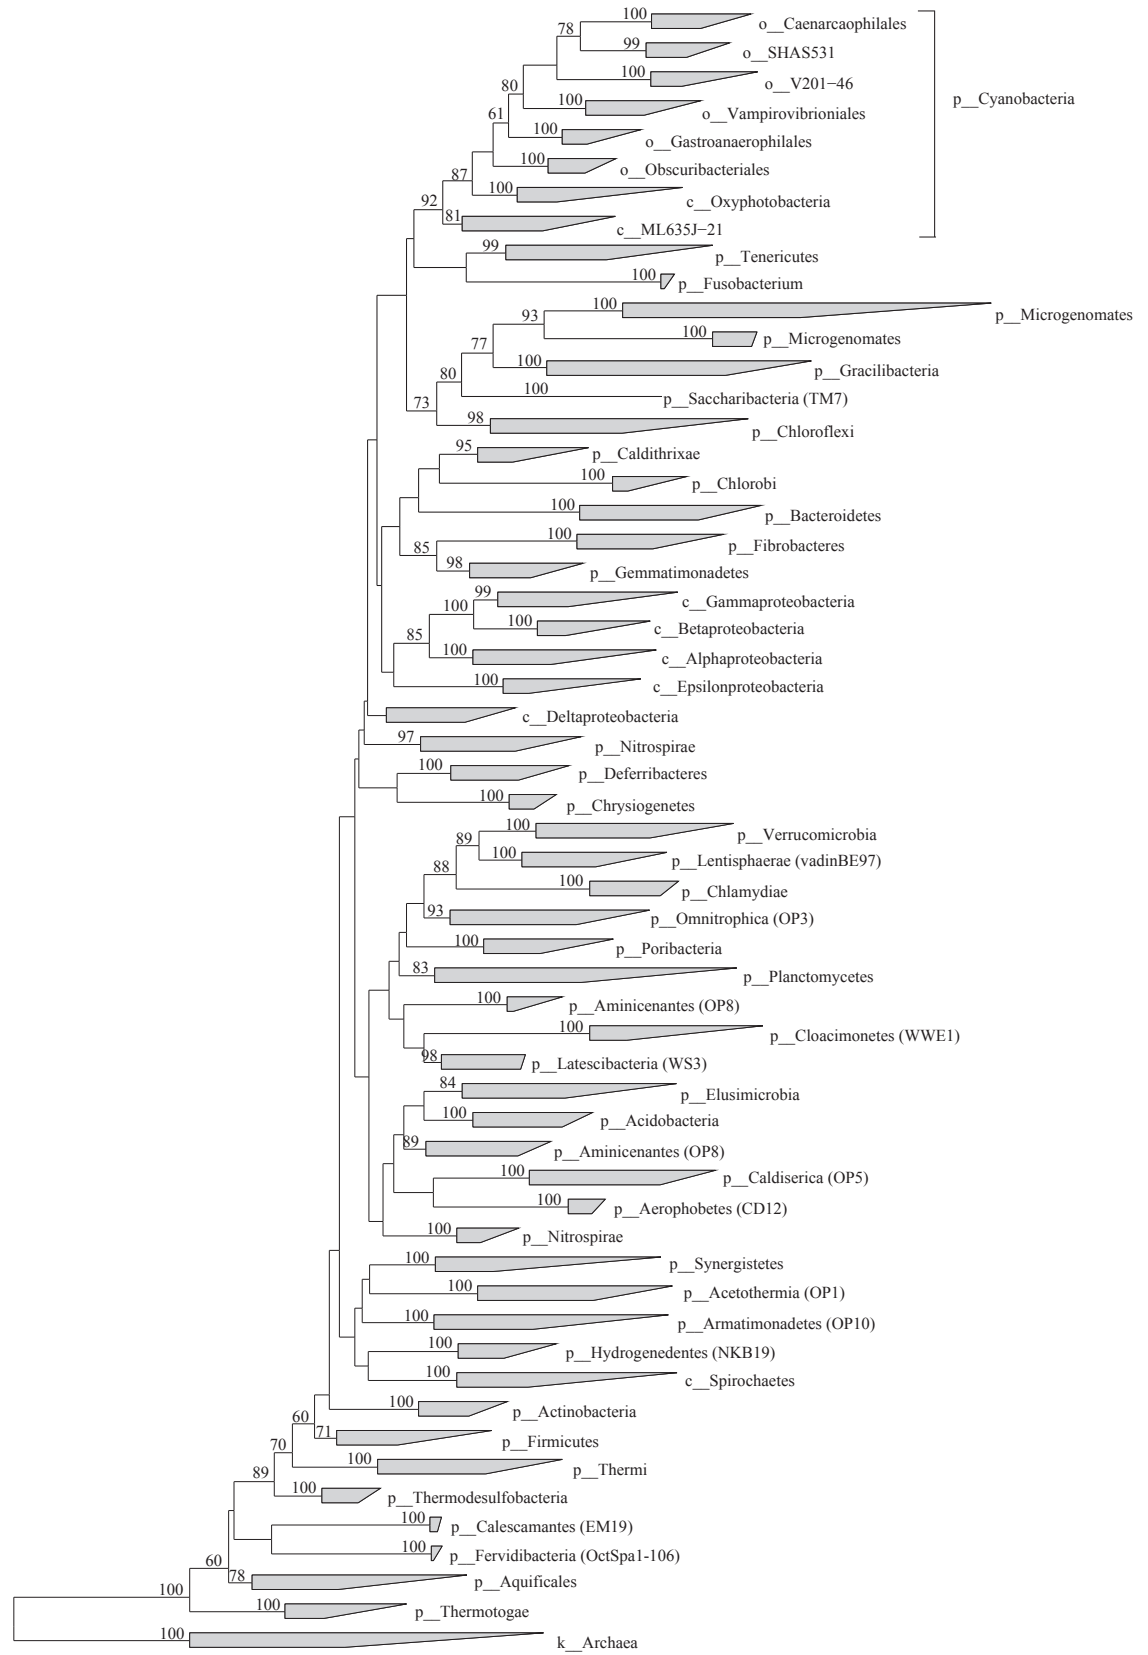 100 o__Caenarcaophilales
78
99 o__SHAS531
100 o__V201−46
80
p__Cyanobacteria
100 o__Vampirovibrioniales
61
100 o__Gastroanaerophilales
100 o__Obscuribacteriales
87
100 c__Oxyphotobacteria
92
81 c__ML635J−21
99 p__Tenericutes
100 p__Fusobacterium
100 p__Microgenomates
93
100 p__Microgenomates
77
100 p__Gracilibacteria
80
100 p__Saccharibacteria (TM7)
73
98 p__Chloroflexi
95 p__Caldithrixae
100 p__Chlorobi
100 p__Bacteroidetes
100 p__Fibrobacteres
85
98 p__Gemmatimonadetes
99 c__Gammaproteobacteria
100
100 c__Betaproteobacteria
85
100 c__Alphaproteobacteria
100 c__Epsilonproteobacteria
c__Deltaproteobacteria
97 p__Nitrospirae
100 p__Deferribacteres
100 p__Chrysiogenetes
100 p__Verrucomicrobia
89
100 p__Lentisphaerae (vadinBE97)
88
100 p__Chlamydiae
93 p__Omnitrophica (OP3)
100 p__Poribacteria
83 p__Planctomycetes
100 p__Aminicenantes (OP8)
100 p__Cloacimonetes (WWE1)
98 p__Latescibacteria (WS3)
84 p__Elusimicrobia
100 p__Acidobacteria
89 p__Aminicenantes (OP8)
100 p__Caldiserica (OP5)
100 p__Aerophobetes (CD12)
100 p__Nitrospirae
100 p__Synergistetes
100 p__Acetothermia (OP1)
100 p__Armatimonadetes (OP10)
100 p__Hydrogenedentes (NKB19)
100 c__Spirochaetes
100 p__Actinobacteria
60
71 p__Firmicutes
70
100 p__Thermi
89
100 p__Thermodesulfobacteria
100 p__Calescamantes (EM19)
100 p__Fervidibacteria (OctSpa1-106)
60
78 p__Aquificales
100
100 p__Thermotogae
100 k__Archaea